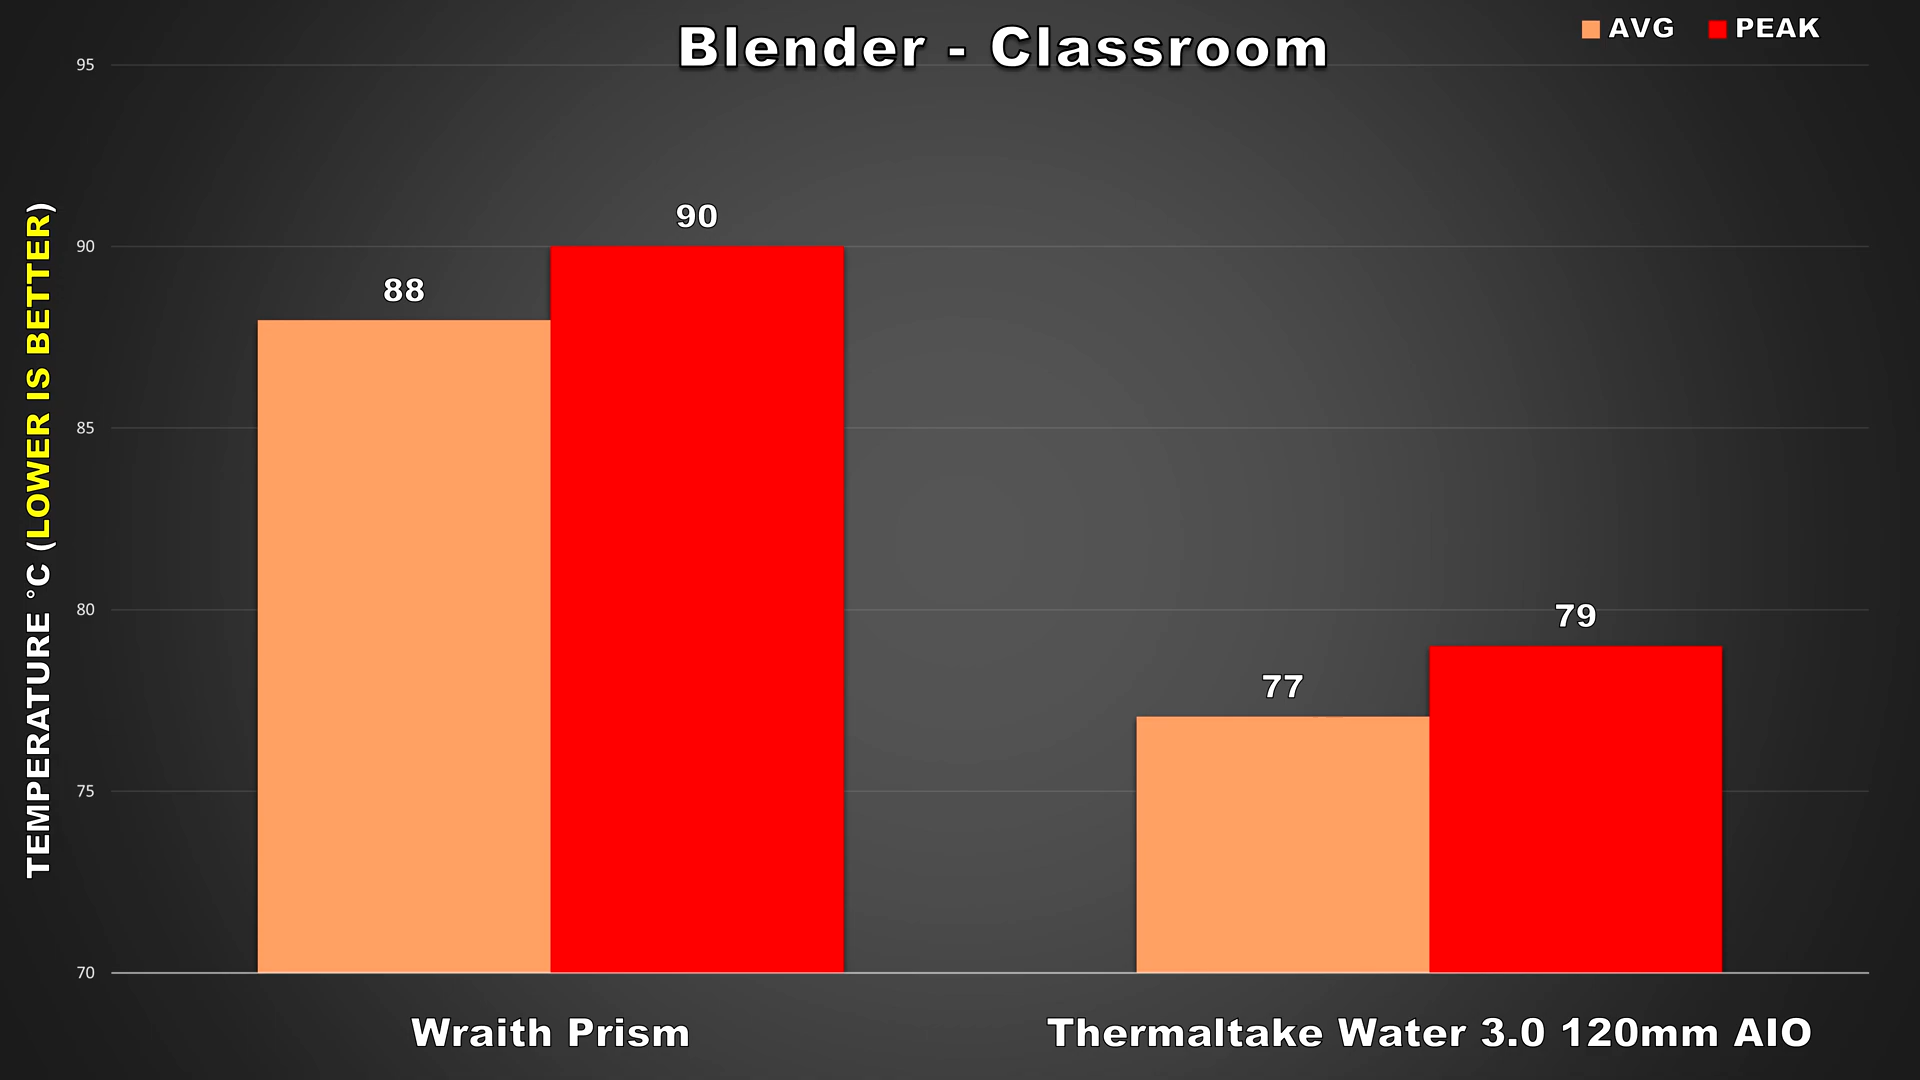 Blender - Classroom
AVG PEAK
TEMPERATURE °C (LOWER IS BETTER)
95
90
85
80
75
70
88
90
77
79
Wraith Prism
Thermaltake Water 3.0 120mm AIO